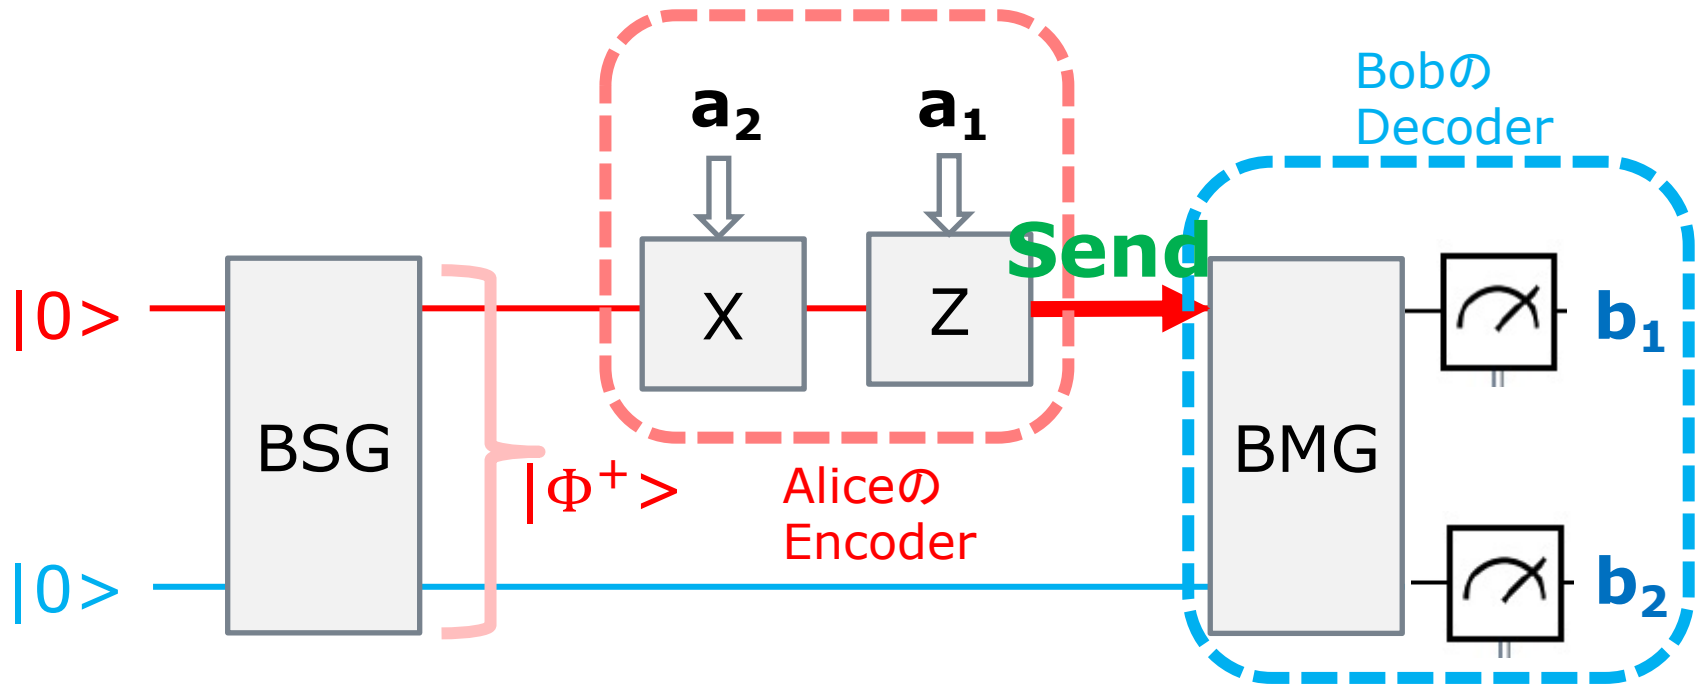 a₂
a₁
Bobの
Decoder
Send
|0>
BSG
X
Z
BMG
b₁
|Φ⁺>
Aliceの
Encoder
|0>
b₂